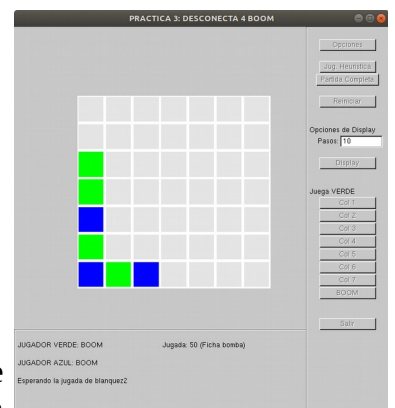 PRACTICA 3: DESCONECTA 4 BOOM
Opciones
Jug. Heuristica
Partida Completa
Reiniciar
Opciones de Display
Pasos: 10
Display
Juega VERDE
Col 1
Col 2
Col 3
Col 4
Col 5
Col 6
Col 7
BOOM
Salir
JUGADOR VERDE: BOOM Jugada: 50 (Ficha bomba)
JUGADOR AZUL: BOOM
Esperando la jugada de blanquez2
e